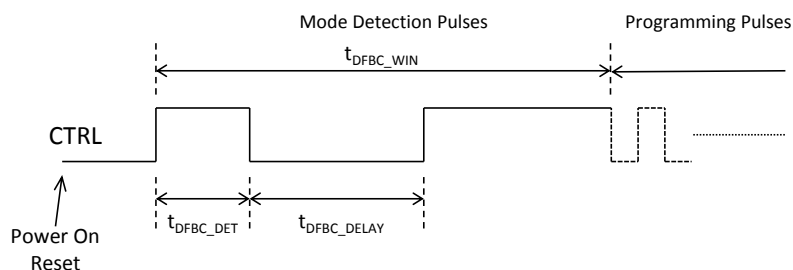 Mode Detection Pulses
Programming Pulses
tDFBC_WIN
CTRL
tDFBC_DET
tDFBC_DELAY
Power On
Reset